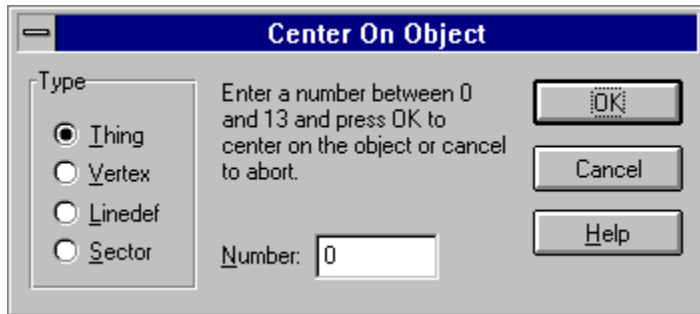 Center On Object
Type
Thing
Vertex
Linedef
Sector
Enter a number between 0
and 13 and press OK to
center on the object or cancel
to abort.
Number: 0
OK
Cancel
Help